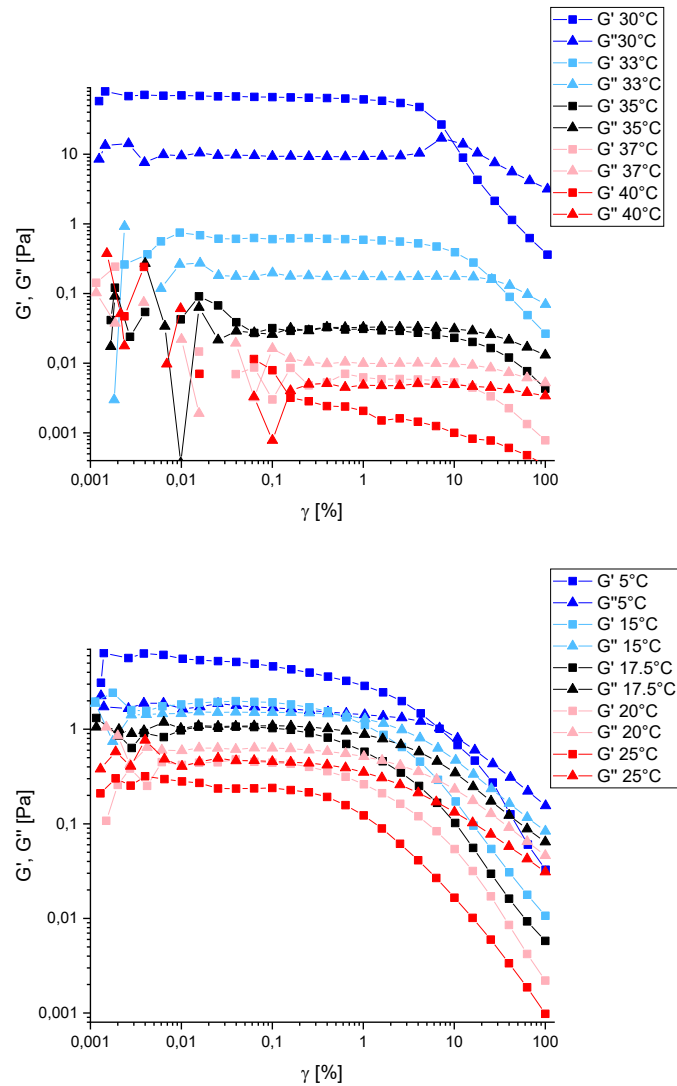 G' 30°C
G''30°C
G' 33°C
G'' 33°C
G' 35°C
G'' 35°C
G' 37°C
G'' 37°C
G' 40°C
G'' 40°C
G', G'' [Pa]
10
1
0,1
0,01
0,001
0,001 0,01 0,1 1 10 100
γ [%]
G' 5°C
G''5°C
G' 15°C
G'' 15°C
G' 17.5°C
G'' 17.5°C
G' 20°C
G'' 20°C
G' 25°C
G'' 25°C
G', G'' [Pa]
1
0,1
0,01
0,001
0,001 0,01 0,1 1 10 100
γ [%]